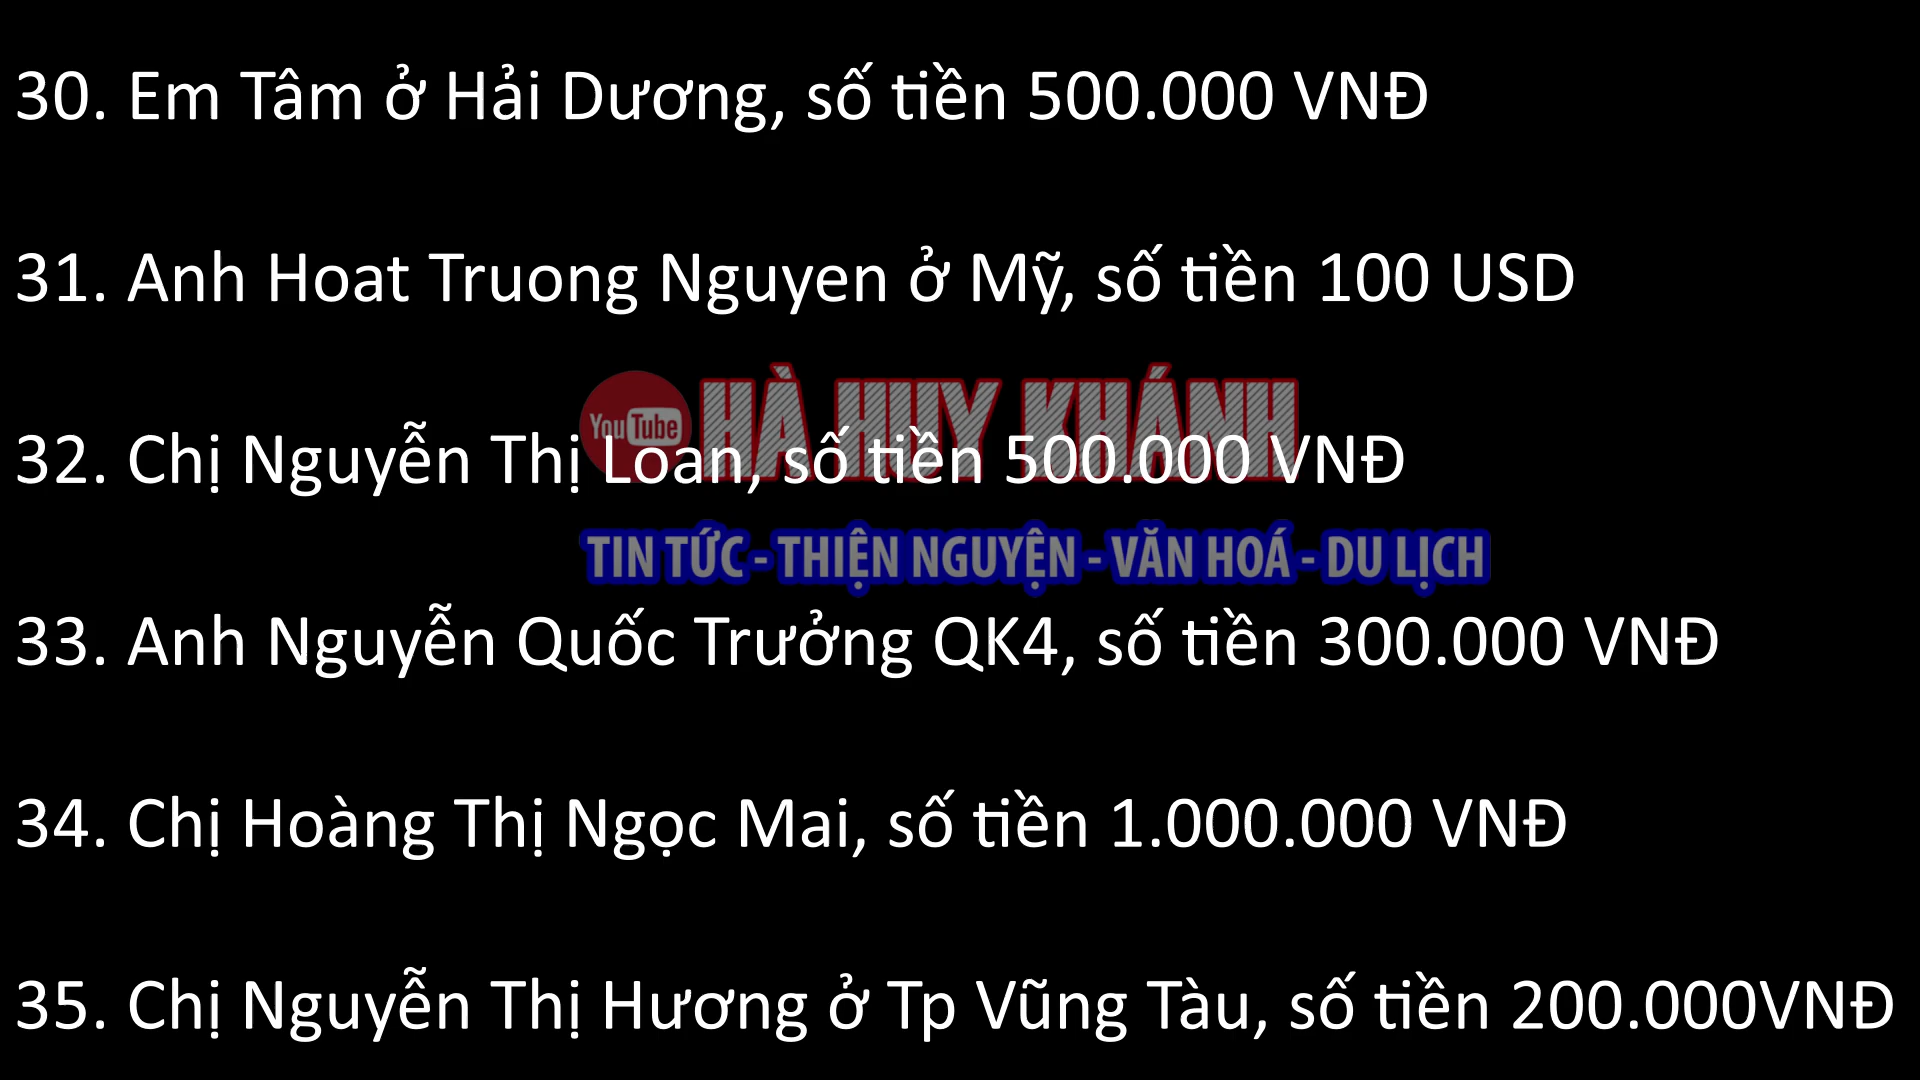 30. Em Tâm ở Hải Dương, số tiền 500.000 VNĐ
31. Anh Hoat Truong Nguyen ở Mỹ, số tiền 100 USD
YouTube HÀ HUY KHÁNH
32. Chị Nguyễn Thị Loan, số tiền 500.000 VNĐ
TIN TỨC - THIỆN NGUYỆN - VĂN HOÁ - DU LỊCH
33. Anh Nguyễn Quốc Trưởng QK4, số tiền 300.000 VNĐ
34. Chị Hoàng Thị Ngọc Mai, số tiền 1.000.000 VNĐ
35. Chị Nguyễn Thị Hương ở Tp Vũng Tàu, số tiền 200.000VNĐ